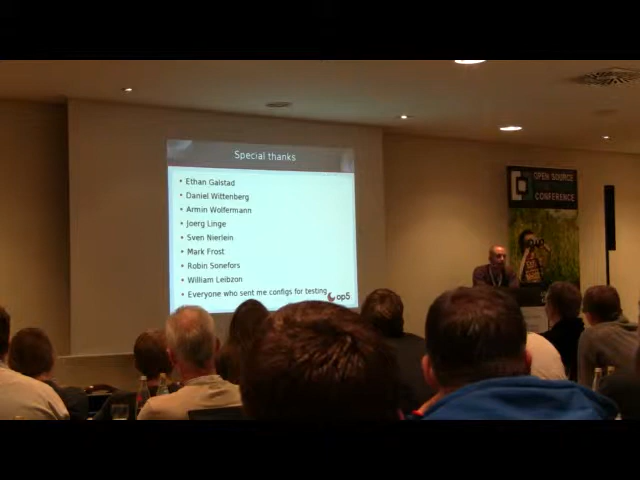 Special thanks
• Ethan Galstad
• Daniel Wittenberg
• Armin Wolfermann
• Joerg Linge
• Sven Nierlein
• Mark Frost
• Robin Sonefors
• William Leibzon
• Everyone who sent me configs for testing
op5
OPEN SOURCE
CONFERENCE